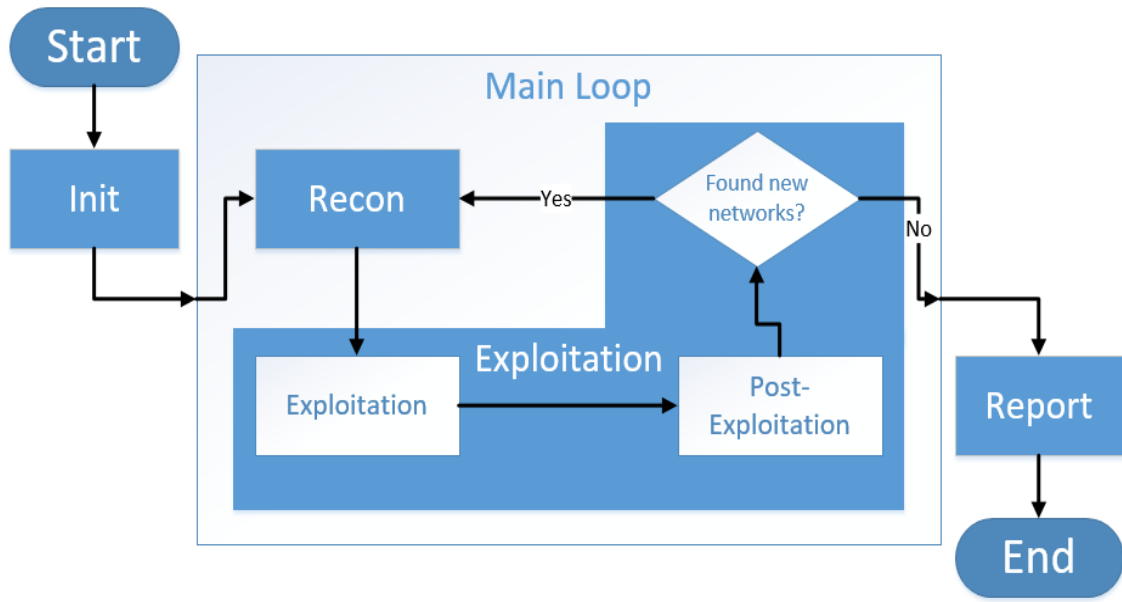 Start
Main Loop
Init
Recon
Yes
Found new
networks?
No
Exploitation
Exploitation
Post-
Exploitation
Report
End